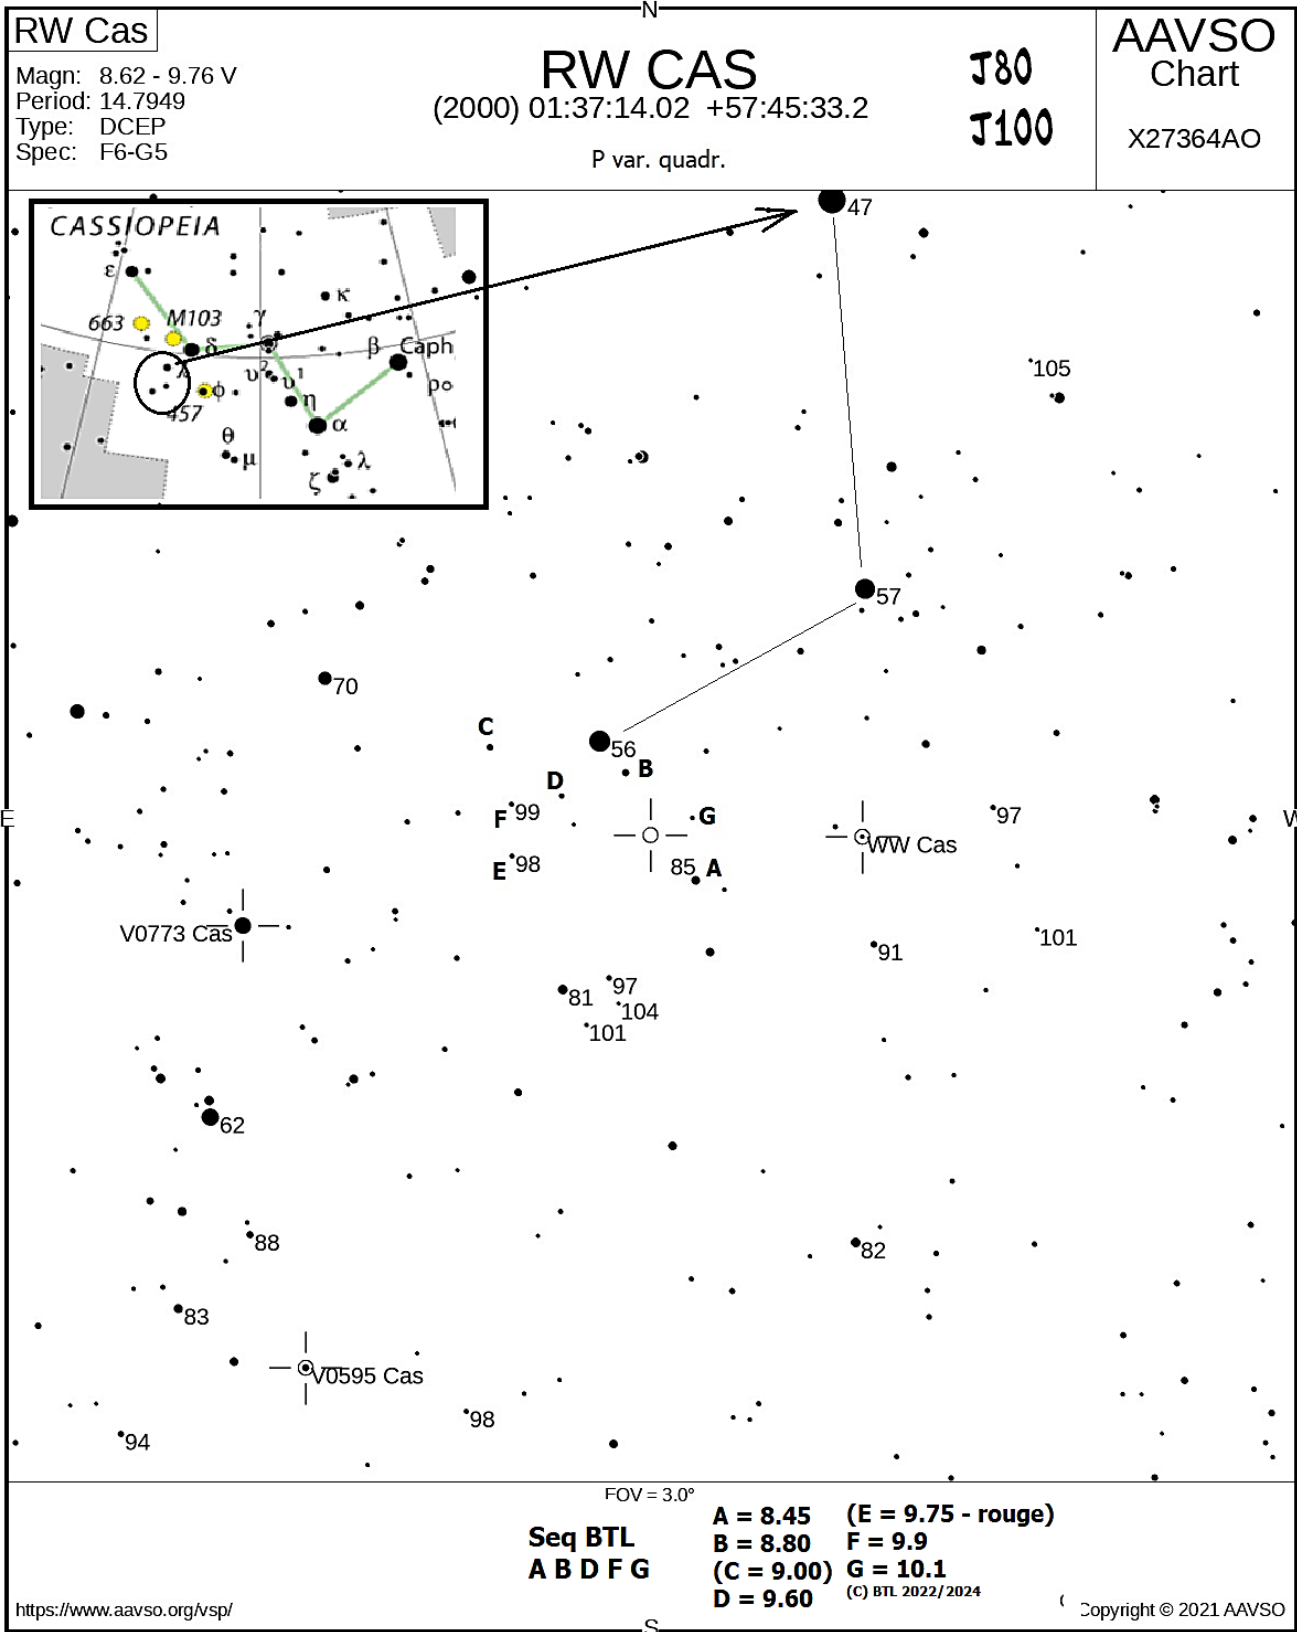 N
RW Cas
Magn: 8.62 - 9.76 V
Period: 14.7949
Type: DCEP
Spec: F6-G5
RW CAS
(2000) 01:37:14.02 +57:45:33.2
P var. quadr.
J80
J100
AAVSO
Chart
X27364AO
CASSIOPEIA
ε
κ
663
M103
γ
δ
β
Caph
χ
υ²
υ¹
φ
ρ
η
457
α
θ
μ
λ
ζ
47
105
57
70
C
56
B
D
F
99
G
97
E
W
WW Cas
E
98
85
A
V0773 Cas
91
101
81
97
104
101
62
88
82
83
V0595 Cas
98
94
FOV = 3.0°
Seq BTL
A B D F G
A = 8.45
B = 8.80
(C = 9.00)
D = 9.60
(E = 9.75 - rouge)
F = 9.9
G = 10.1
(C) BTL 2022/2024
https://www.aavso.org/vsp/
Copyright © 2021 AAVSO
S